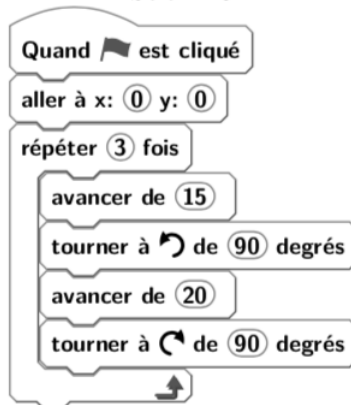 Quand est cliqué
aller à x: 0 y: 0
répéter 3 fois
avancer de 15
tourner à de 90 degrés
avancer de 20
tourner à de 90 degrés